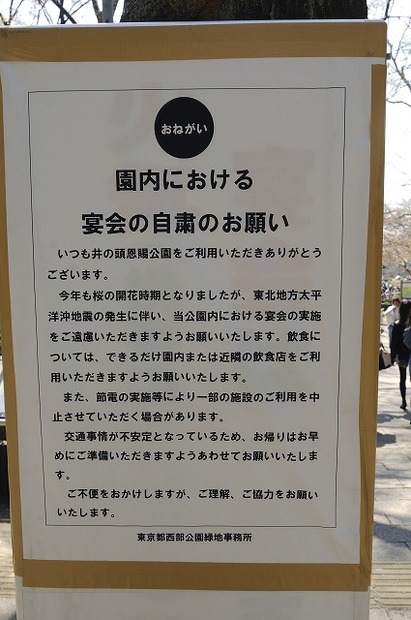 おねがい
園内における
宴会の自粛のお願い
いつも井の頭恩賜公園をご利用いただきありがとう
ございます。
今年も桜の開花時期となりましたが、東北地方太平
洋沖地震の発生に伴い、当公園内における宴会の実施
をご遠慮いただきますようお願いいたします。飲食に
ついては、できるだけ園内または近隣の飲食店をご利
用いただきますようお願いいたします。
また、節電の実施等により一部の施設のご利用を中
止させていただく場合があります。
交通事情が不安定となっているため、お帰りはお早
めにご準備いただきますようあわせてお願いいたしま
す。
ご不便をおかけしますが、ご理解、ご協力をお願い
いたします。
東京都西部公園緑地事務所